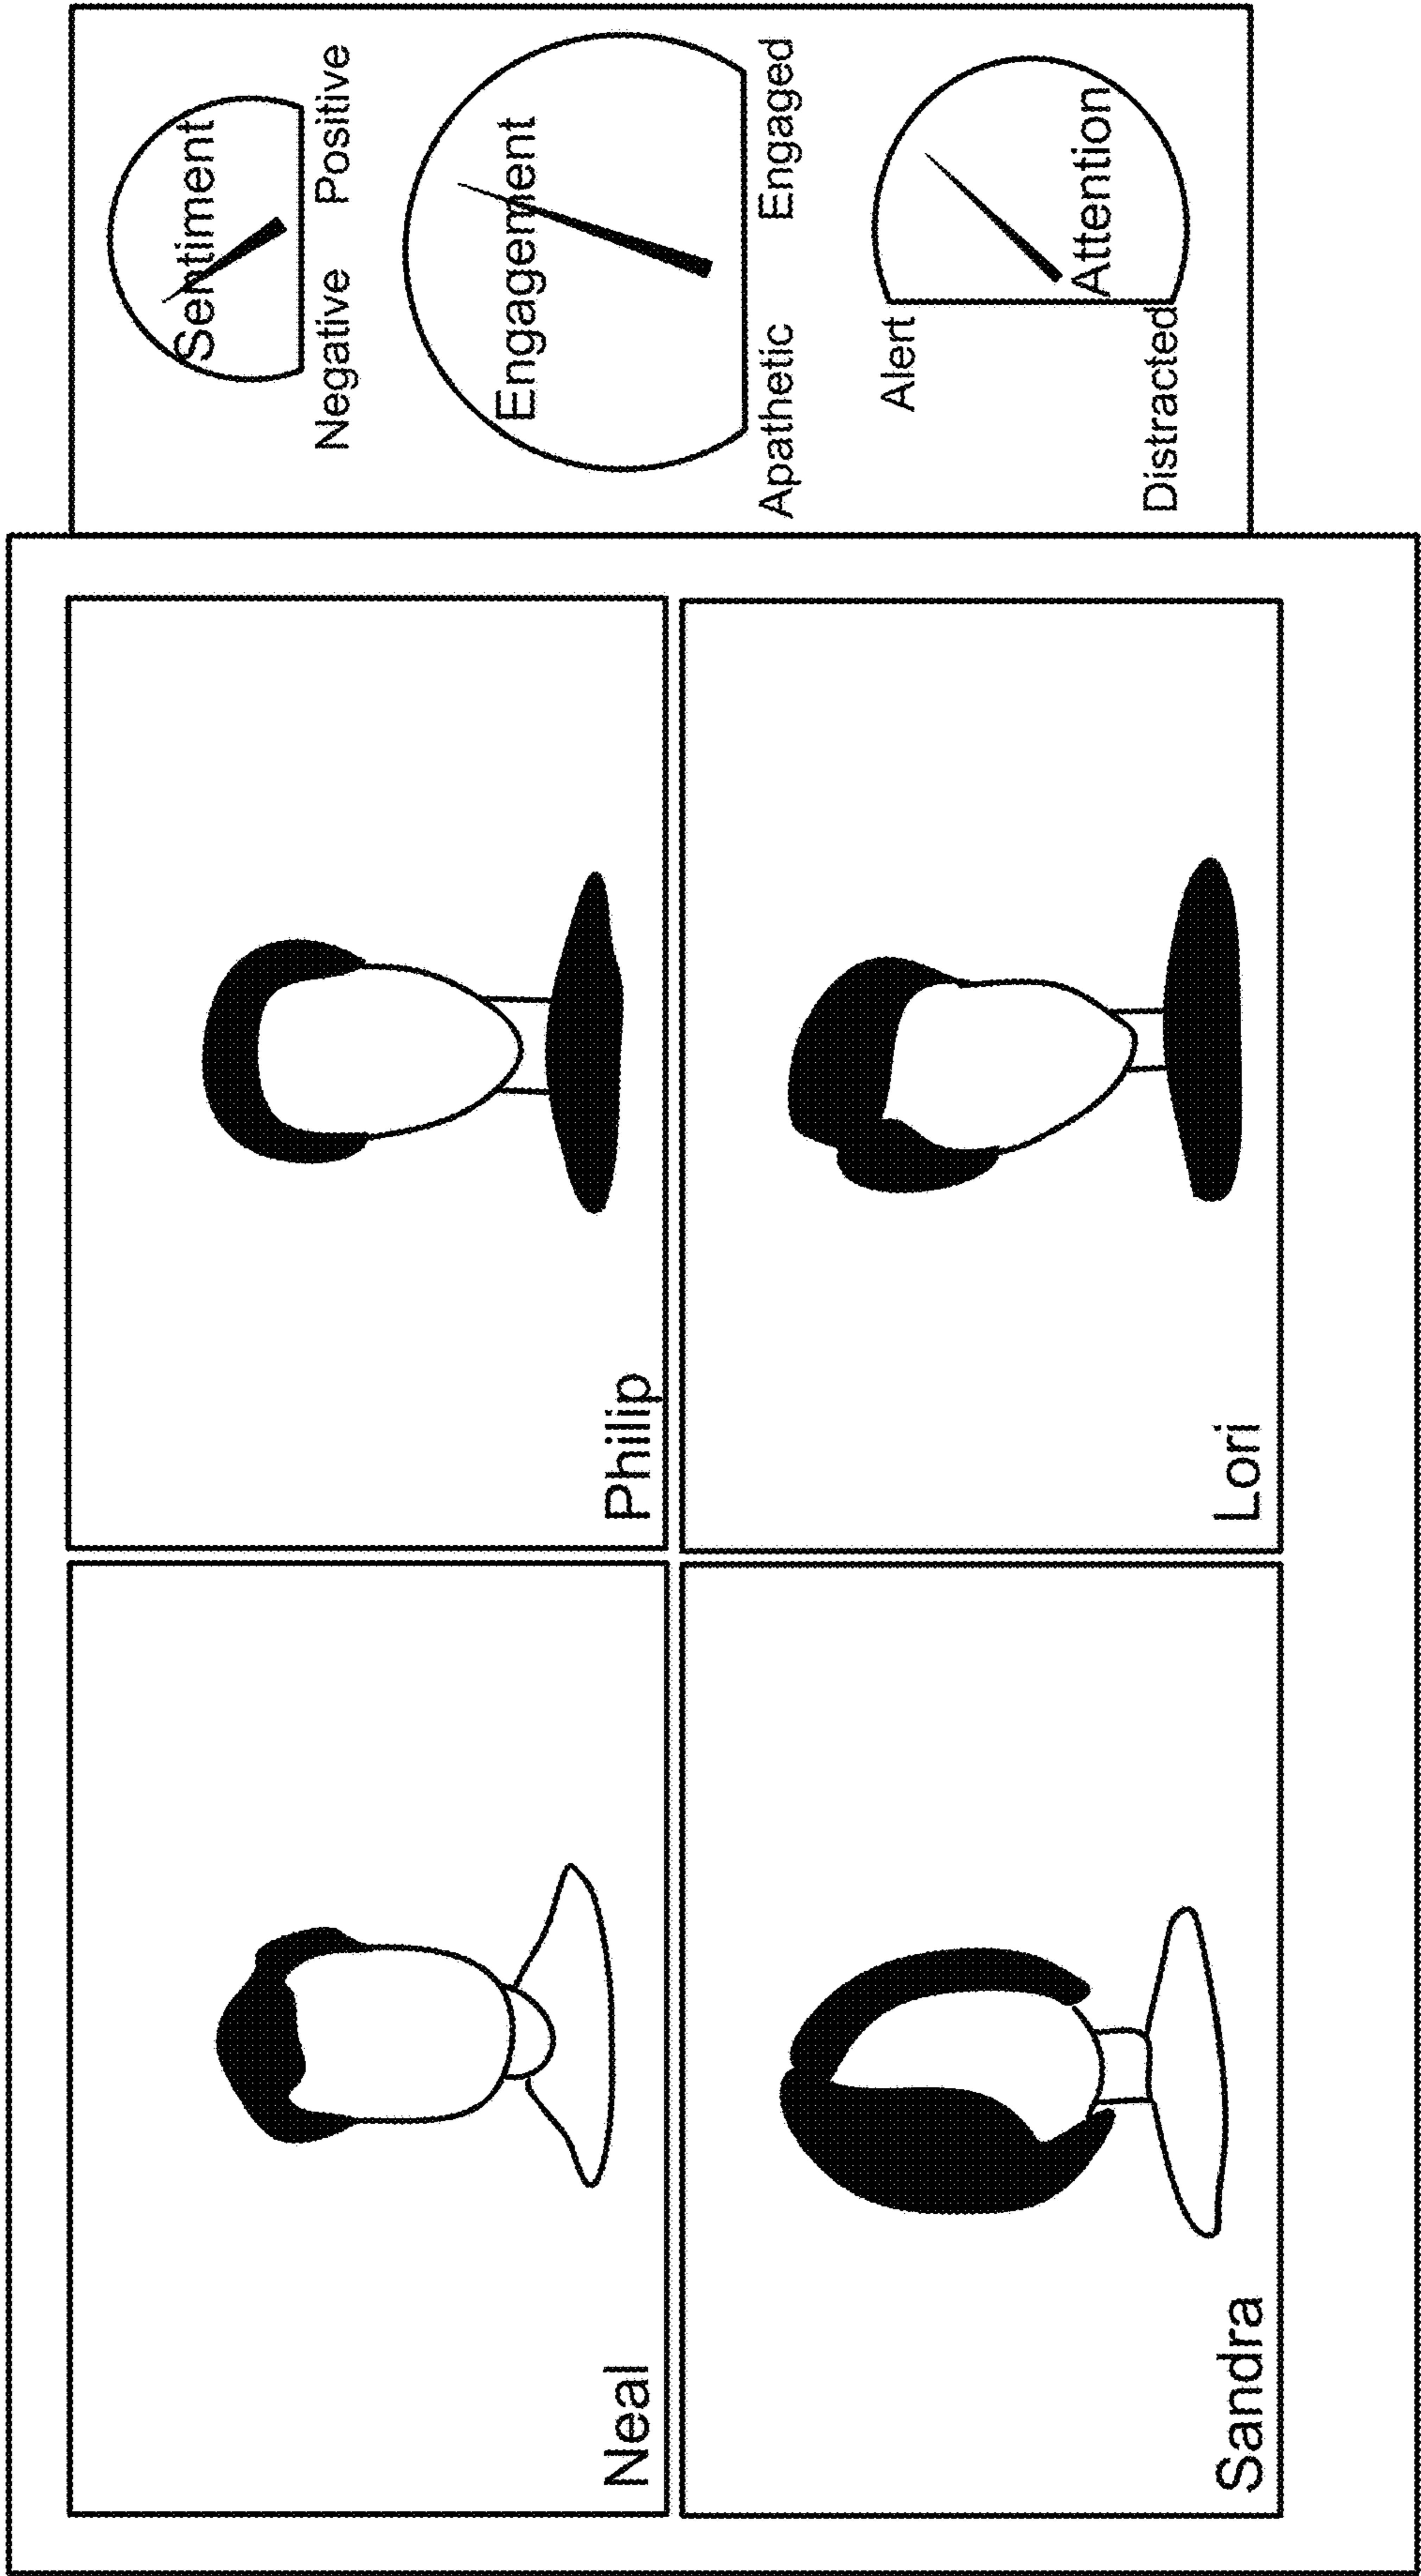 Neal
Philip
Sandra
Lori
Sentiment
Negative Positive
Engagement
Apathetic Engaged
Alert
Attention
Distracted